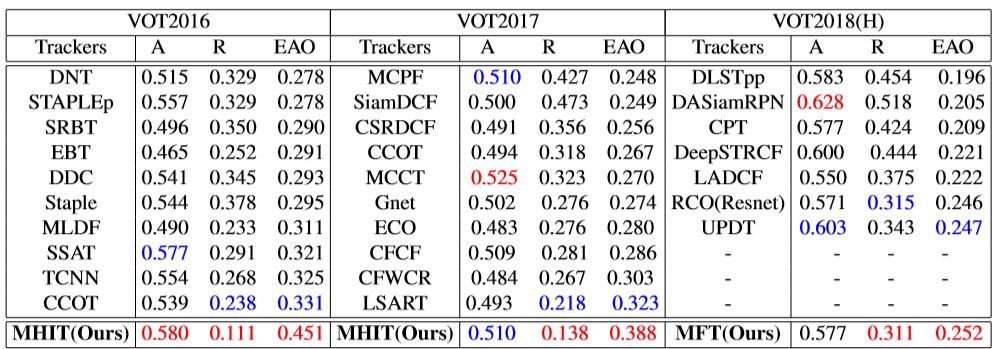 VOT2016 VOT2017 VOT2018(H)
Trackers A R EAO Trackers A R EAO Trackers A R EAO
DNT 0.515 0.329 0.278 MCPF 0.510 0.427 0.248 DLSTpp 0.583 0.454 0.196
STAPLEp 0.557 0.329 0.278 SiamDCF 0.500 0.473 0.249 DASiamRPN 0.628 0.518 0.205
SRBT 0.496 0.350 0.290 CSRDCF 0.491 0.356 0.256 CPT 0.577 0.424 0.209
EBT 0.465 0.252 0.291 CCOT 0.494 0.318 0.267 DeepSTRCF 0.600 0.444 0.221
DDC 0.541 0.345 0.293 MCCT 0.525 0.323 0.270 LADCF 0.550 0.375 0.222
Staple 0.544 0.378 0.295 Gnet 0.502 0.276 0.274 RCO(Resnet) 0.571 0.315 0.246
MLDF 0.490 0.233 0.311 ECO 0.483 0.276 0.280 UPDT 0.603 0.343 0.247
SSAT 0.577 0.291 0.321 CFCF 0.509 0.281 0.286 - - - -
TCNN 0.554 0.268 0.325 CFWCR 0.484 0.267 0.303 - - - -
CCOT 0.539 0.238 0.331 LSART 0.493 0.218 0.323 - - - -
MHIT(Ours) 0.580 0.111 0.451 MHIT(Ours) 0.510 0.138 0.388 MFT(Ours) 0.577 0.311 0.252